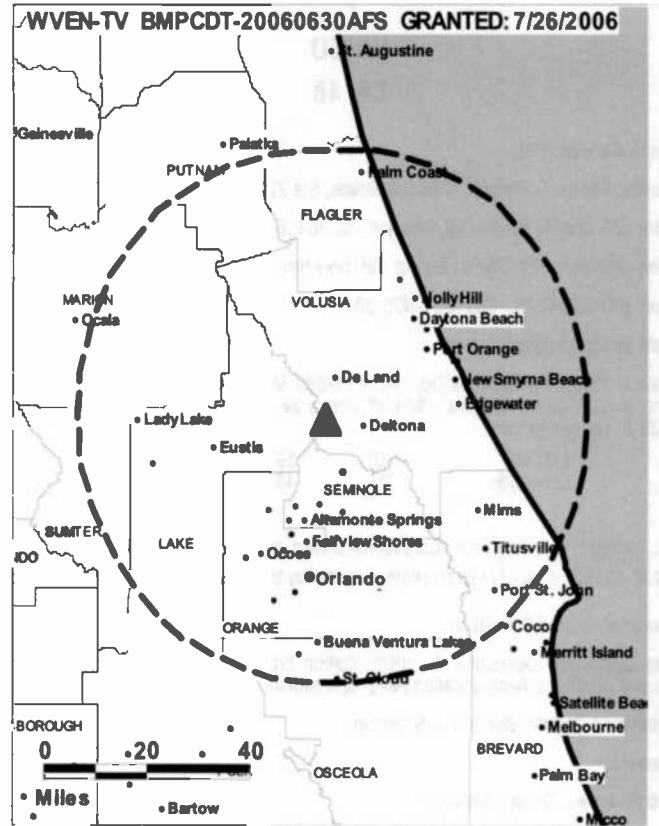 WVEN-TV BMPCDT-20060630AFS GRANTED: 7/26/2006
St. Augustine
Gainesville
Palatka
PUTNAM
Palm Coast
FLAGLER
MARION
VOLUSIA
Ocala
Holly Hill
Daytona Beach
Port Orange
De Land
New Smyrna Beach
Edgewater
Lady Lake
Deltona
Eustis
SEMINOLE
Mims
Altamonte Springs
SUMTER
LAKE
Fairview Shores
NDO
Ocoee
Titusville
Orlando
Port St. John
ORANGE
Cocoa
Buena Ventura Lakes
Merritt Island
St. Cloud
Satellite Beac
BOROUGH
Melbourne
BREVARD
0 20 40
OSCEOLA
Palm Bay
Miles
Bartow
Micco